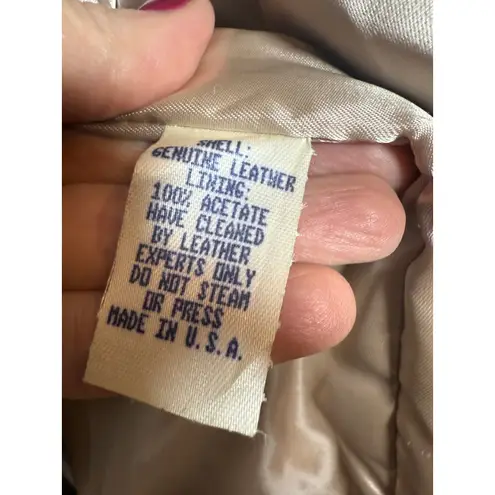 SHELL:
GENUINE LEATHER
LINING:
100% ACETATE
HAVE CLEANED
BY LEATHER
EXPERTS ONLY
DO NOT STEAM
OR PRESS
MADE IN U.S.A.